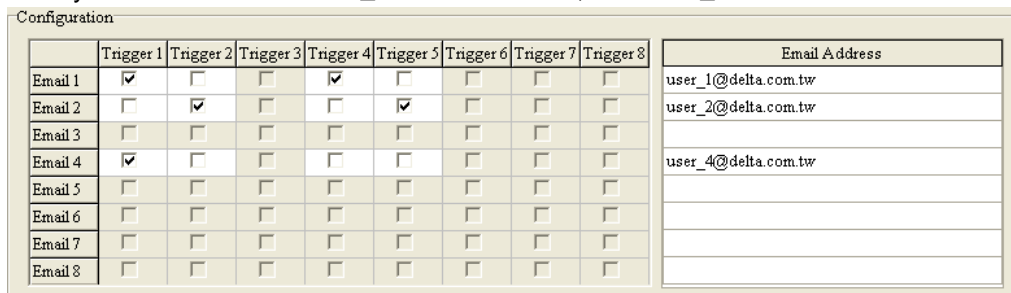 Configuration
Trigger 1 Trigger 2 Trigger 3 Trigger 4 Trigger 5 Trigger 6 Trigger 7 Trigger 8 Email Address
Email 1 user_1@delta.com.tw
Email 2 user_2@delta.com.tw
Email 3
Email 4 user_4@delta.com.tw
Email 5
Email 6
Email 7
Email 8